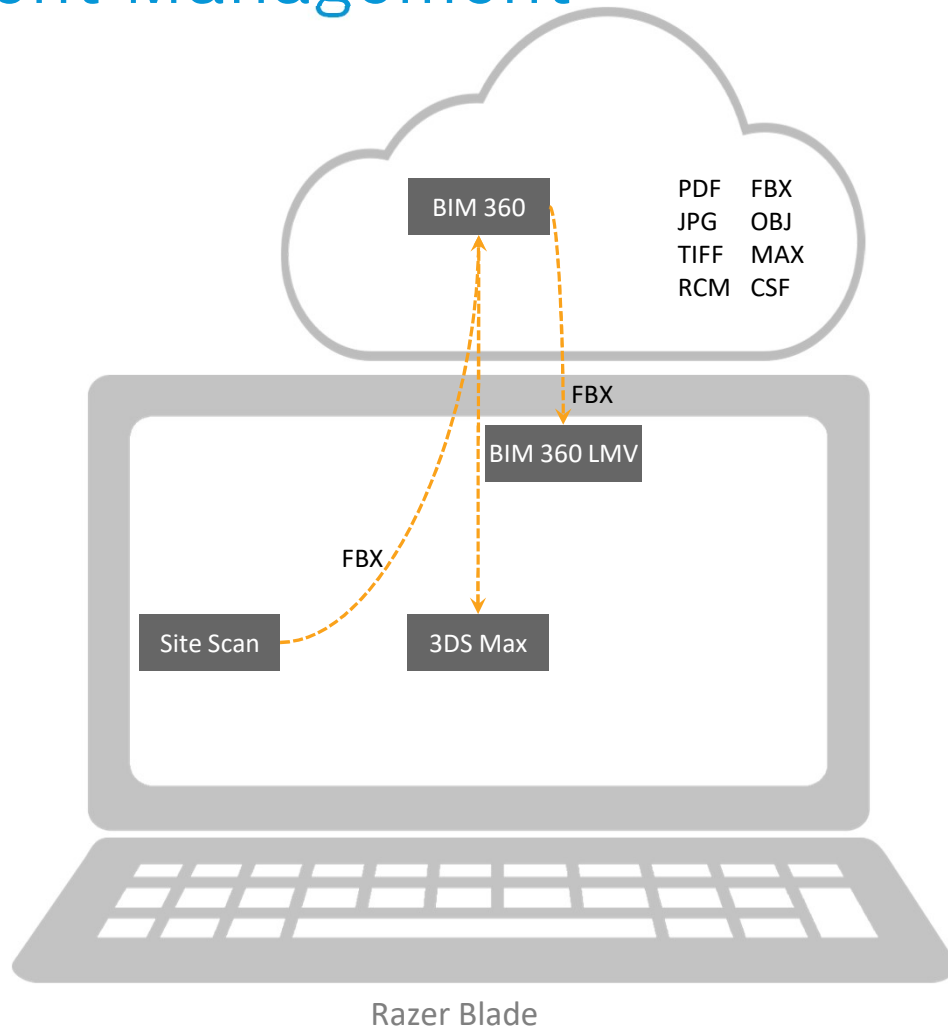 Management
BIM 360
PDF FBX
JPG OBJ
TIFF MAX
RCM CSF
FBX
BIM 360 LMV
FBX
Site Scan
3DS Max
Razer Blade